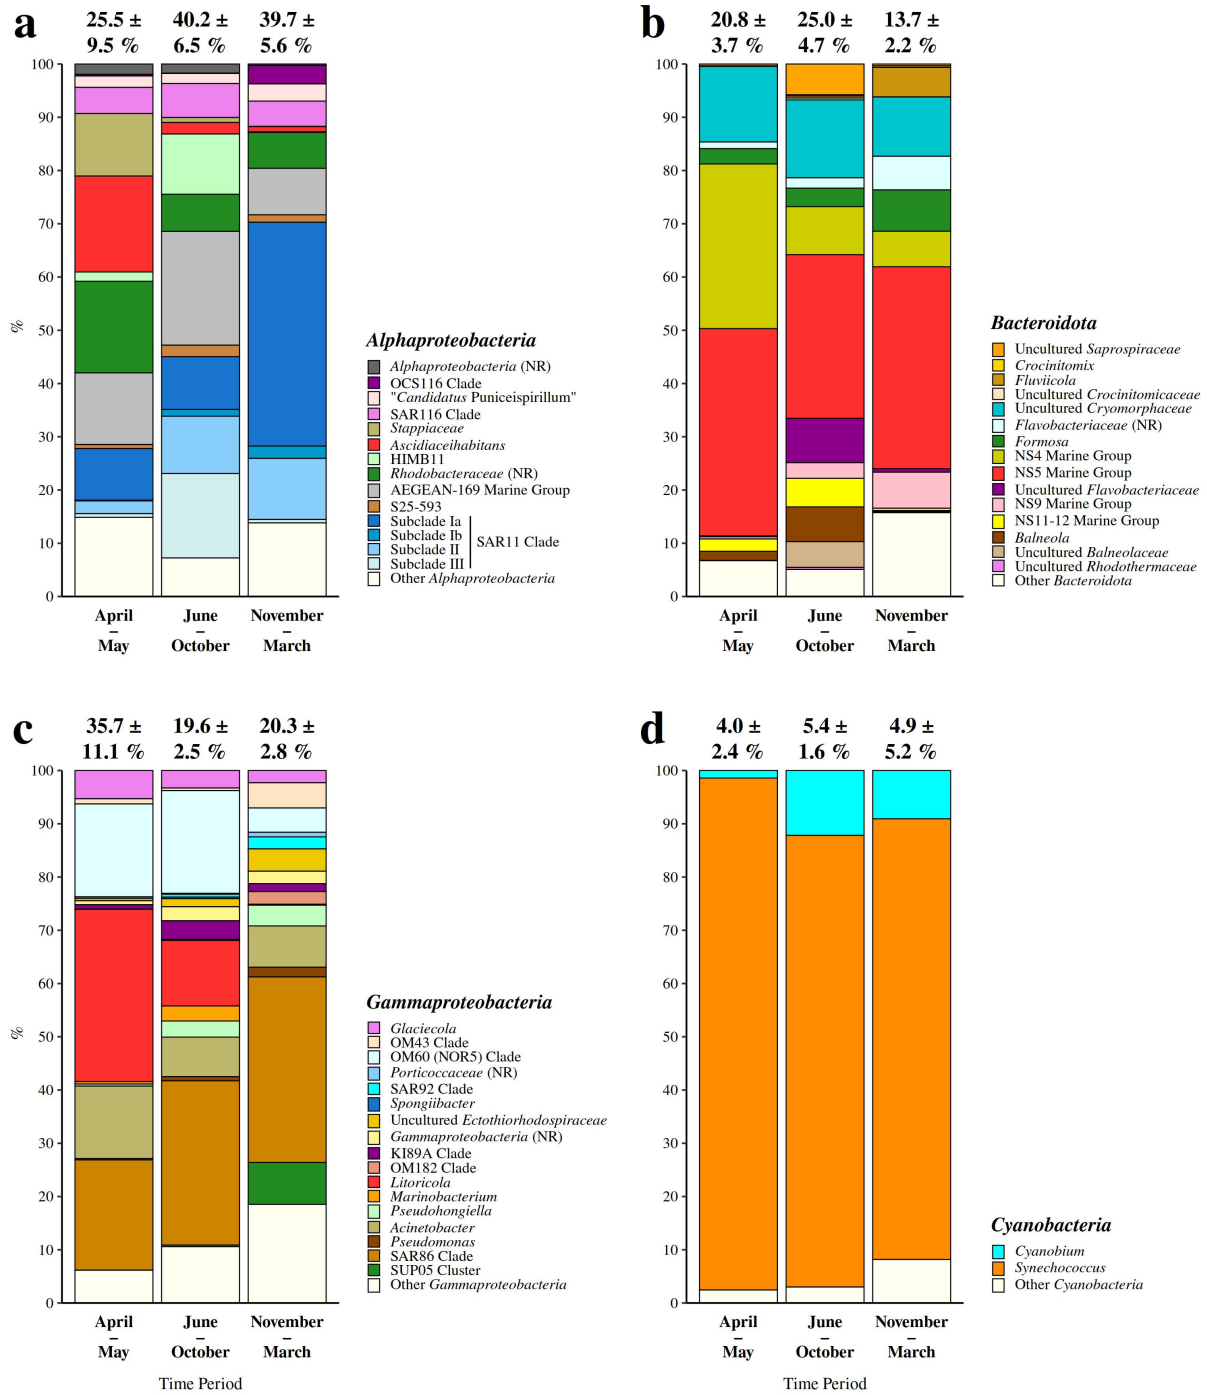 a
25.5 ±
9.5 %
40.2 ±
6.5 %
39.7 ±
5.6 %
100
90
80
70
60
50
40
30
20
10
0
%
April
–
May
June
–
October
November
–
March
Alphaproteobacteria
Alphaproteobacteria (NR)
OCS116 Clade
"Candidatus Puniceispirillum"
SAR116 Clade
Stappiaceae
Ascidiaceihabitans
HIMB11
Rhodobacteraceae (NR)
AEGEAN-169 Marine Group
S25-593
Subclade Ia
Subclade Ib
Subclade II
Subclade III
SAR11 Clade
Other Alphaproteobacteria
b
20.8 ±
3.7 %
25.0 ±
4.7 %
13.7 ±
2.2 %
100
90
80
70
60
50
40
30
20
10
0
April
–
May
June
–
October
November
–
March
Bacteroidota
Uncultured Saprospiraceae
Crocinitomix
Fluviicola
Uncultured Crocinitomicaceae
Uncultured Cryomorphaceae
Flavobacteriaceae (NR)
Formosa
NS4 Marine Group
NS5 Marine Group
Uncultured Flavobacteriaceae
NS9 Marine Group
NS11-12 Marine Group
Balneola
Uncultured Balneolaceae
Uncultured Rhodothermaceae
Other Bacteroidota
c
35.7 ±
11.1 %
19.6 ±
2.5 %
20.3 ±
2.8 %
100
90
80
70
60
50
40
30
20
10
0
%
April
–
May
June
–
October
November
–
March
Time Period
Gammaproteobacteria
Glaciecola
OM43 Clade
OM60 (NOR5) Clade
Porticoccaceae (NR)
SAR92 Clade
Spongiibacter
Uncultured Ectothiorhodospiraceae
Gammaproteobacteria (NR)
KI89A Clade
OM182 Clade
Litoricola
Marinobacterium
Pseudohongiella
Acinetobacter
Pseudomonas
SAR86 Clade
SUP05 Cluster
Other Gammaproteobacteria
d
4.0 ±
2.4 %
5.4 ±
1.6 %
4.9 ±
5.2 %
100
90
80
70
60
50
40
30
20
10
0
April
–
May
June
–
October
November
–
March
Time Period
Cyanobacteria
Cyanobium
Synechococcus
Other Cyanobacteria